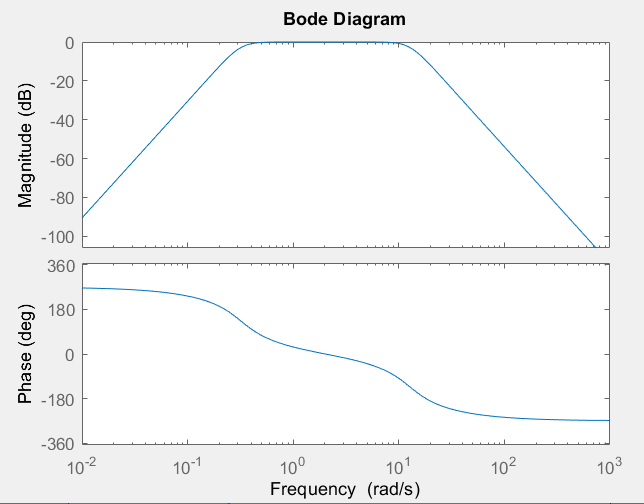 Bode Diagram
Magnitude (dB)
0
-20
-40
-60
-80
-100
Phase (deg)
360
180
0
-180
-360
10^-2 10^-1 10^0 10^1 10^2 10^3
Frequency (rad/s)